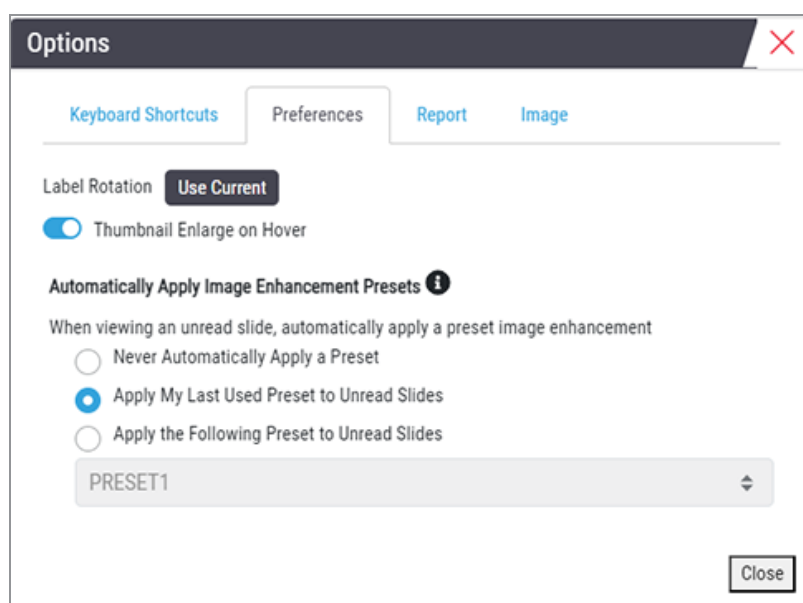 Options
Keyboard Shortcuts Preferences Report Image
Label Rotation Use Current
Thumbnail Enlarge on Hover
Automatically Apply Image Enhancement Presets
When viewing an unread slide, automatically apply a preset image enhancement
Never Automatically Apply a Preset
Apply My Last Used Preset to Unread Slides
Apply the Following Preset to Unread Slides
PRESET1
Close